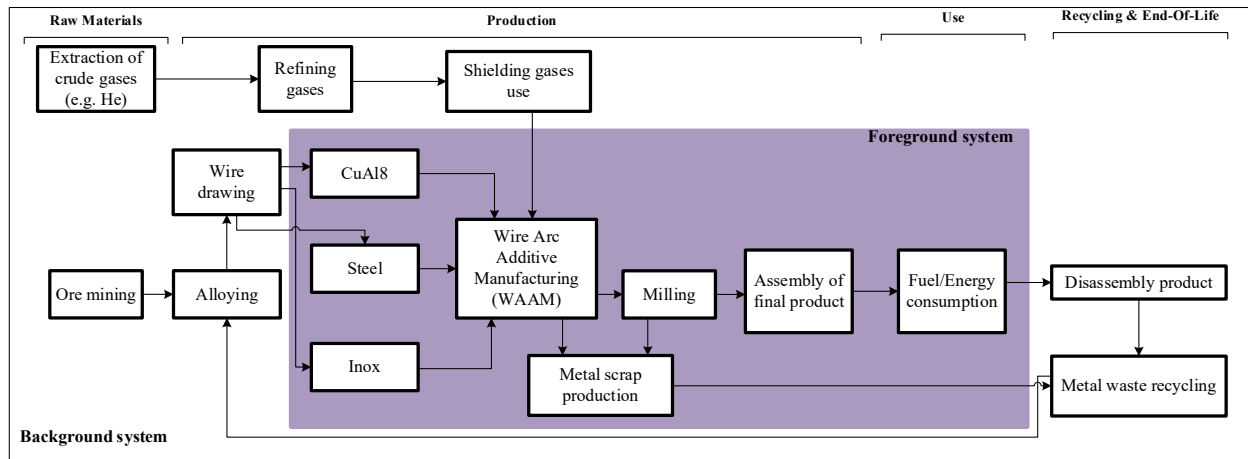 Raw Materials
Production
Use
Recycling & End-Of-Life
Extraction of
crude gases
(e.g. He)
Refining
gases
Shielding gases
use
Foreground system
Wire
drawing
CuAl8
Steel
Inox
Wire Arc
Additive
Manufacturing
(WAAM)
Ore mining
Alloying
Milling
Assembly of
final product
Fuel/Energy
consumption
Disassembly product
Metal scrap
production
Metal waste recycling
Background system